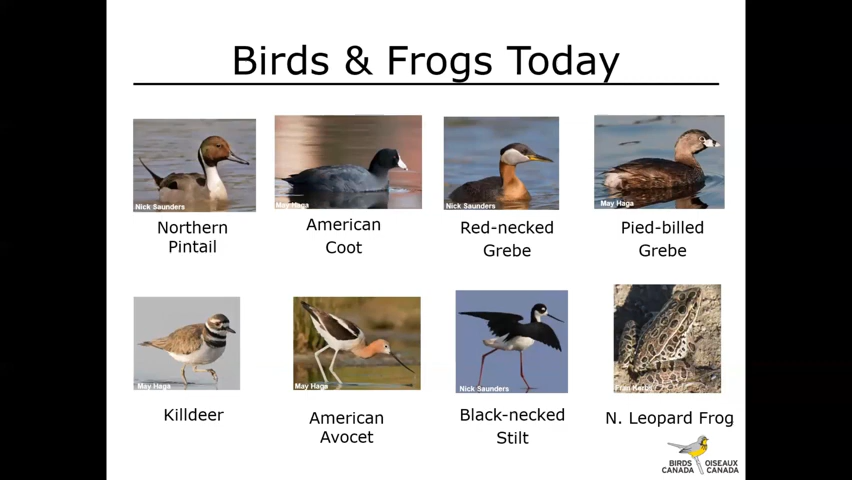 Birds & Frogs Today
Nick Saunders
May Haga
Nick Saunders
May Haga
Northern
Pintail
American
Coot
Red-necked
Grebe
Pied-billed
Grebe
May Haga
May Haga
Nick Saunders
Fran Kerbs
Killdeer
American
Avocet
Black-necked
Stilt
N. Leopard Frog
BIRDS OISEAUX
CANADA CANADA